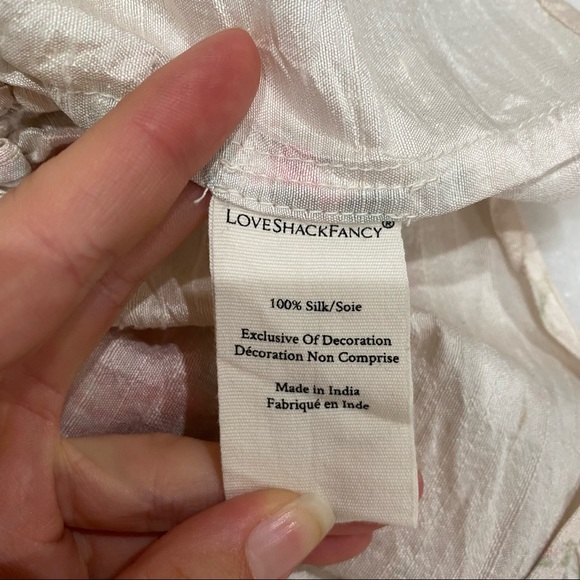 LOVESHACKFANCY®
100% Silk/Soie
Exclusive Of Decoration
Décoration Non Comprise
Made in India
Fabriqué en Inde